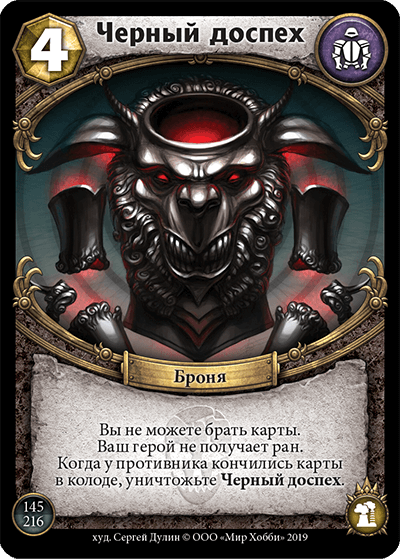 4
Черный доспех
Броня
Вы не можете брать карты.
Ваш герой не получает ран.
Когда у противника кончились карты
в колоде, уничтожьте Черный доспех.
145
216
худ. Сергей Дулин © ООО «Мир Хобби» 2019